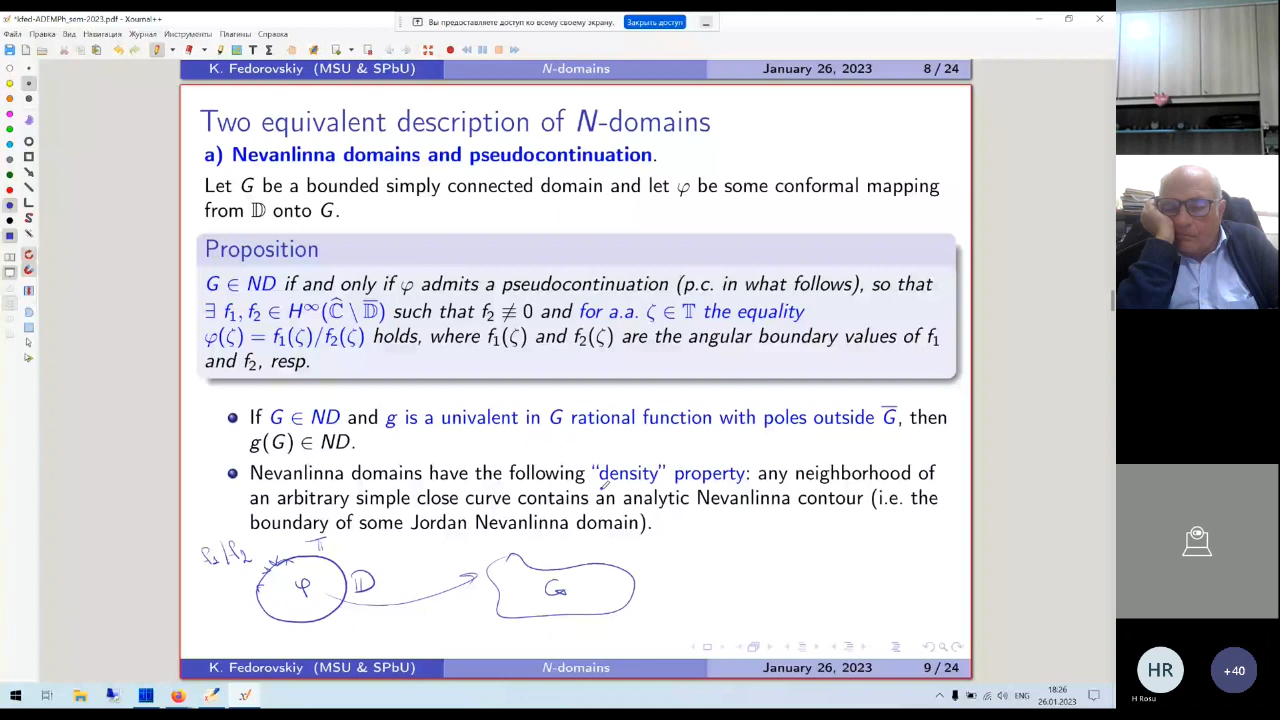 *kfed-ADEMPh_sem-2023.pdf - Xournal++
Вы предоставляете доступ ко всему своему экрану.
Закрыть доступ
Файл Правка Вид Навигация Журнал Инструменты Плагины Справка
K. Fedorovskiy (MSU & SPbU) N-domains January 26, 2023 8 / 24
Two equivalent description of N-domains
a) Nevanlinna domains and pseudocontinuation.
Let G be a bounded simply connected domain and let φ be some conformal mapping
from 𝔻 onto G.
Proposition
G ∈ ND if and only if φ admits a pseudocontinuation (p.c. in what follows), so that
∃ f₁, f₂ ∈ H^∞(Ĉ \ 𝔻̅) such that f₂ ≢ 0 and for a.a. ζ ∈ 𝕋 the equality
φ(ζ) = f₁(ζ)/f₂(ζ) holds, where f₁(ζ) and f₂(ζ) are the angular boundary values of f₁
and f₂, resp.
If G ∈ ND and g is a univalent in G rational function with poles outside G̅, then
g(G) ∈ ND.
Nevanlinna domains have the following “density” property: any neighborhood of
an arbitrary simple close curve contains an analytic Nevanlinna contour (i.e. the
boundary of some Jordan Nevanlinna domain).
f₁/f₂ 𝕋
φ 𝔻 G
K. Fedorovskiy (MSU & SPbU) N-domains January 26, 2023 9 / 24
HR
H Rosu
+40
ENG
18:26
26.01.2023